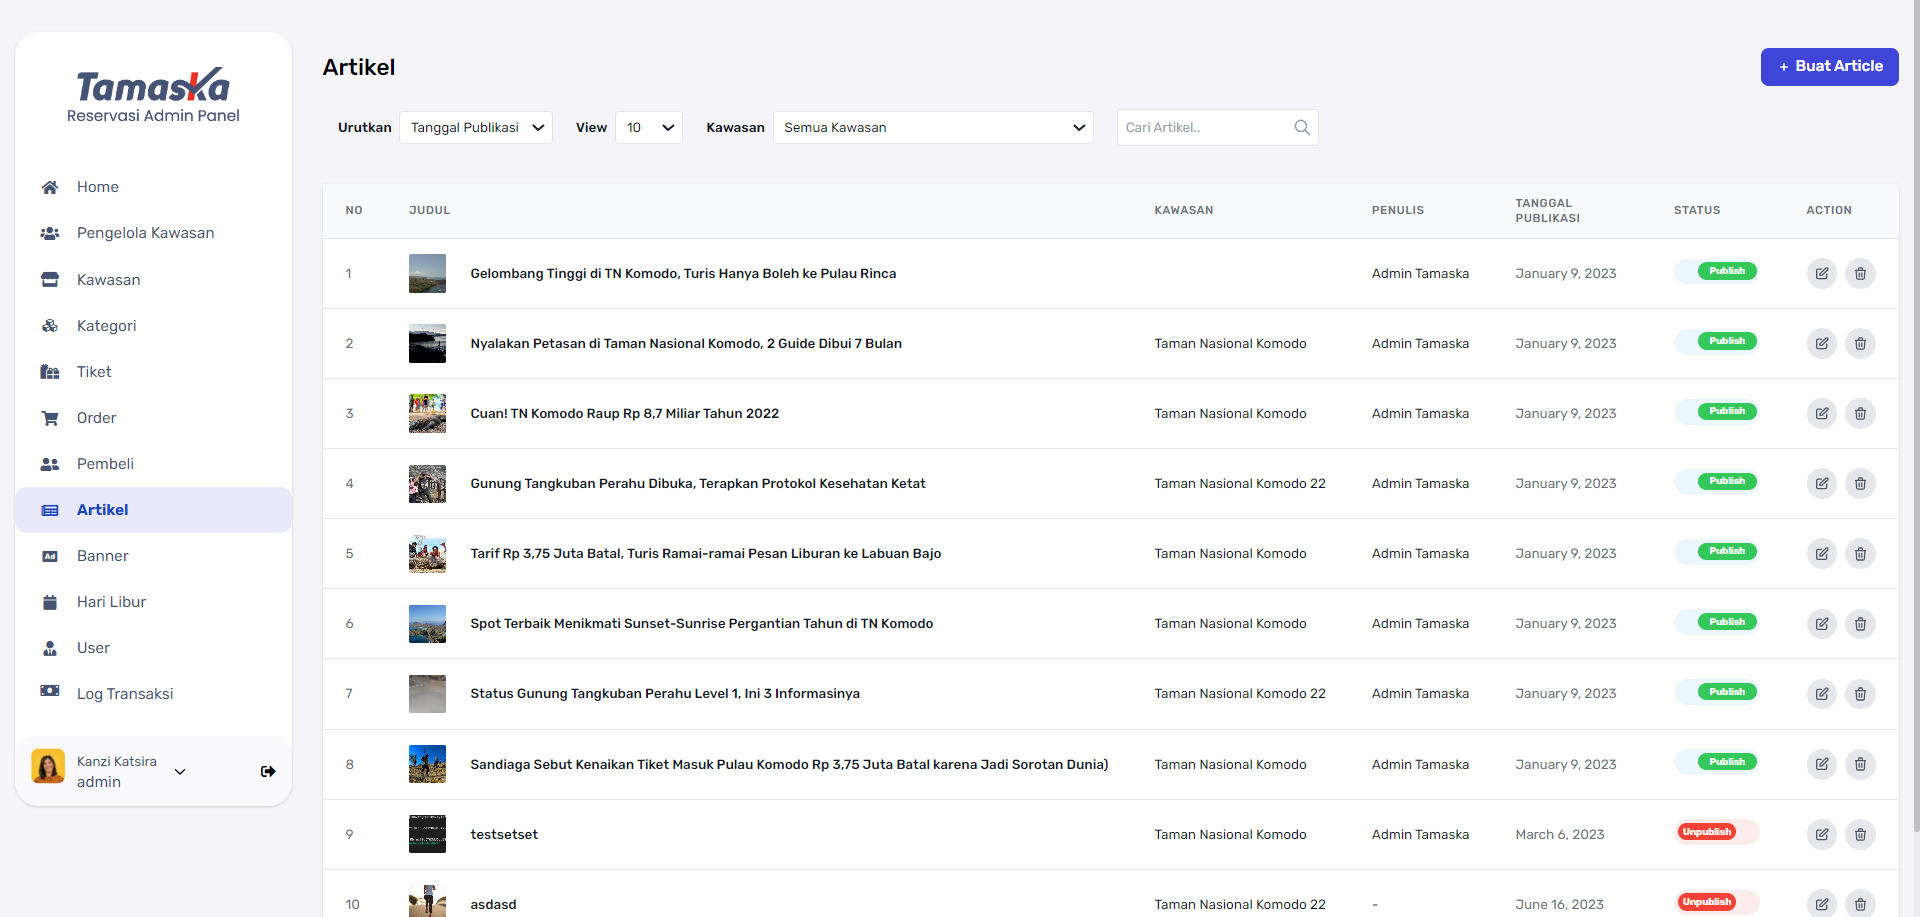 Tamaska
Reservasi Admin Panel
Home
Pengelola Kawasan
Kawasan
Kategori
Tiket
Order
Pembeli
Artikel
Ad Banner
Hari Libur
User
Log Transaksi
Kanzi Katsira
admin
Artikel
+ Buat Article
Urutkan Tanggal Publikasi View 10 Kawasan Semua Kawasan Cari Artikel..
NO JUDUL KAWASAN PENULIS TANGGAL PUBLIKASI STATUS ACTION
1 Gelombang Tinggi di TN Komodo, Turis Hanya Boleh ke Pulau Rinca Admin Tamaska January 9, 2023 Publish
2 Nyalakan Petasan di Taman Nasional Komodo, 2 Guide Dibui 7 Bulan Taman Nasional Komodo Admin Tamaska January 9, 2023 Publish
3 Cuan! TN Komodo Raup Rp 8,7 Miliar Tahun 2022 Taman Nasional Komodo Admin Tamaska January 9, 2023 Publish
4 Gunung Tangkuban Perahu Dibuka, Terapkan Protokol Kesehatan Ketat Taman Nasional Komodo 22 Admin Tamaska January 9, 2023 Publish
5 Tarif Rp 3,75 Juta Batal, Turis Ramai-ramai Pesan Liburan ke Labuan Bajo Taman Nasional Komodo Admin Tamaska January 9, 2023 Publish
6 Spot Terbaik Menikmati Sunset-Sunrise Pergantian Tahun di TN Komodo Taman Nasional Komodo Admin Tamaska January 9, 2023 Publish
7 Status Gunung Tangkuban Perahu Level 1, Ini 3 Informasinya Taman Nasional Komodo 22 Admin Tamaska January 9, 2023 Publish
8 Sandiaga Sebut Kenaikan Tiket Masuk Pulau Komodo Rp 3,75 Juta Batal karena Jadi Sorotan Dunia) Taman Nasional Komodo Admin Tamaska January 9, 2023 Publish
9 testsetset Taman Nasional Komodo Admin Tamaska March 6, 2023 Unpublish
10 asdasd Taman Nasional Komodo 22 - June 16, 2023 Unpublish